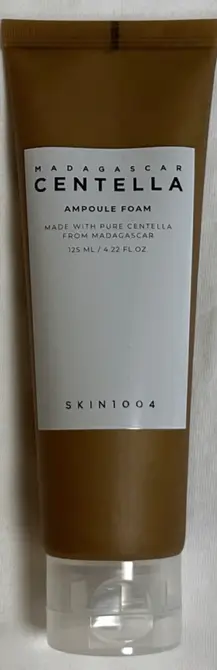 MADAGASCAR
CENTELLA
AMPOULE FOAM
MADE WITH PURE CENTELLA
FROM MADAGASCAR
125 ML / 4.22 FL.OZ
SKIN1004